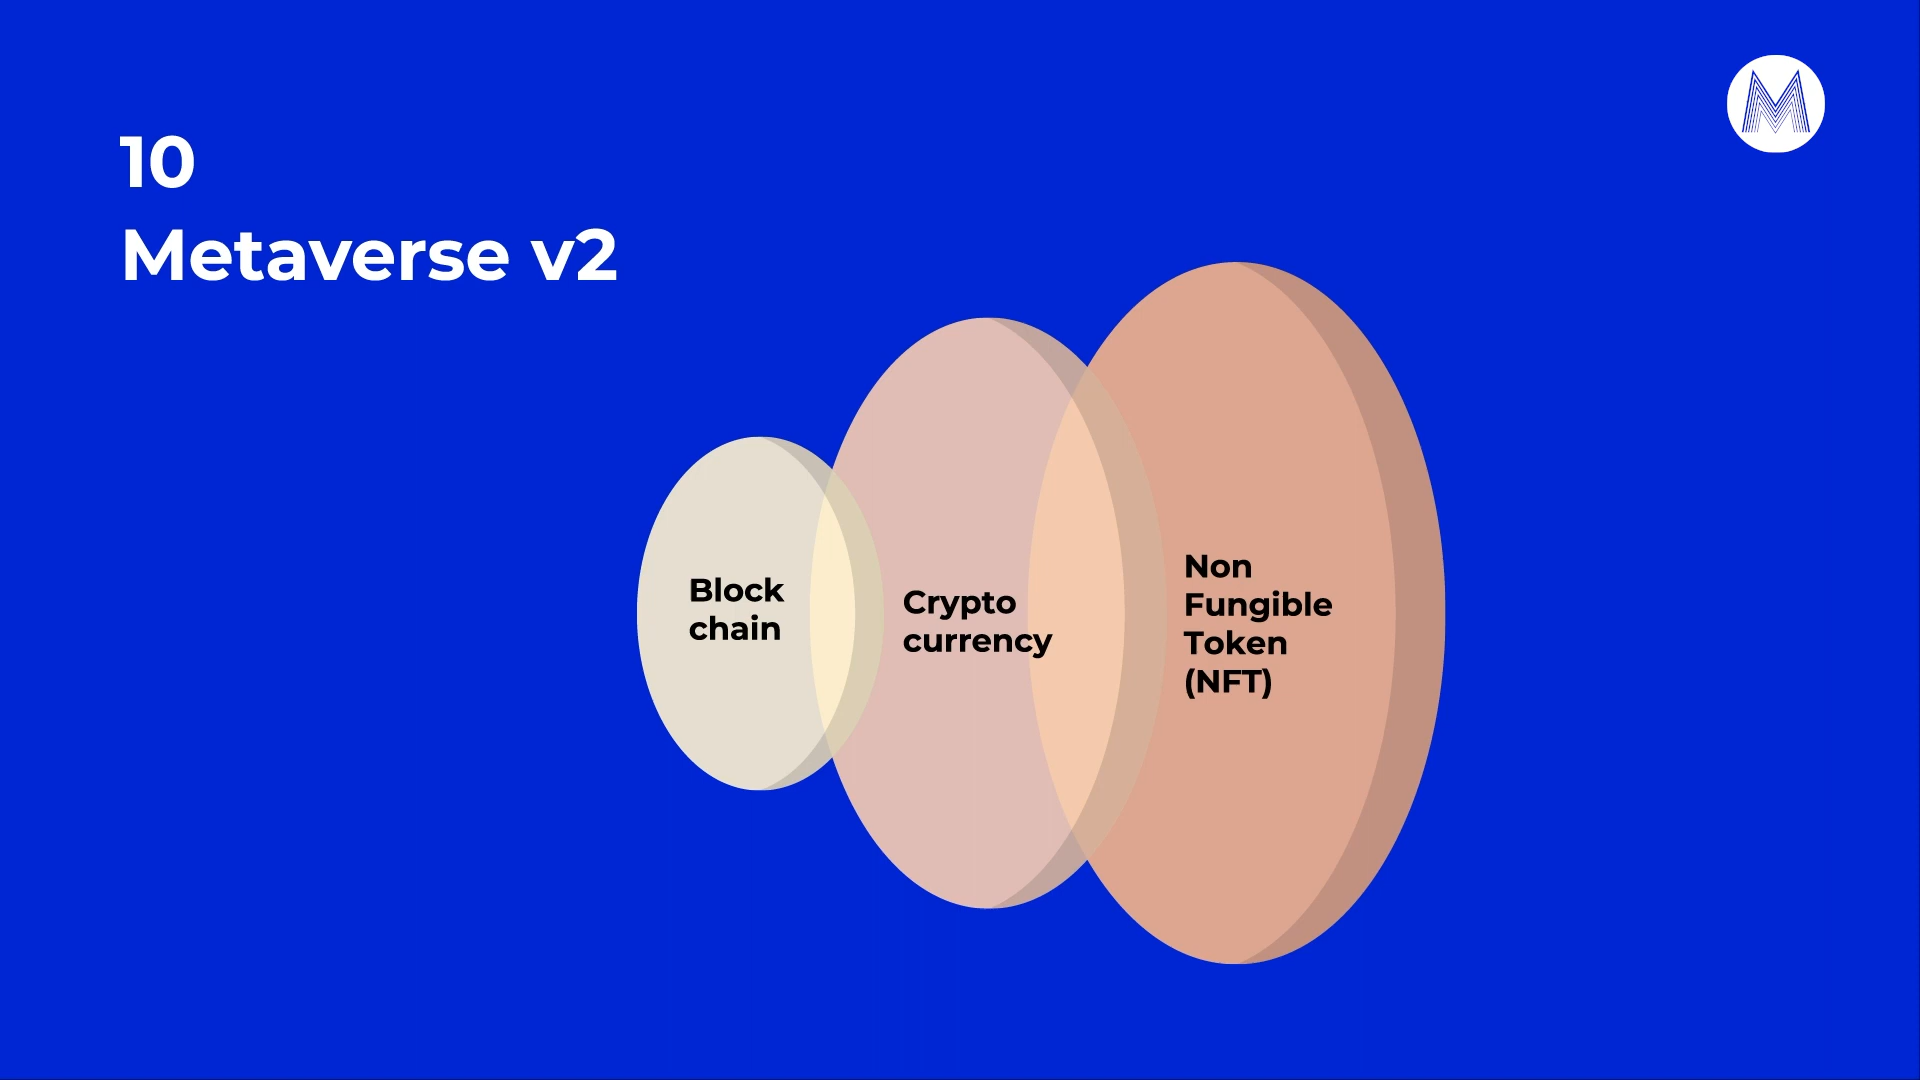 10
Metaverse v2
M
Block
chain
Crypto
currency
Non
Fungible
Token
(NFT)